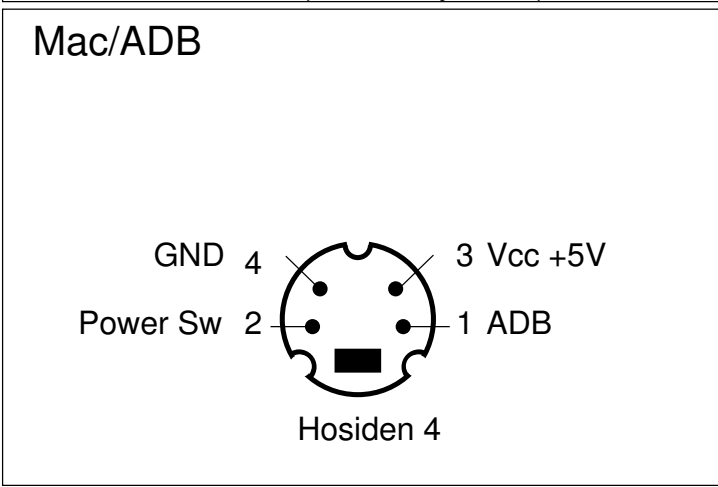 Mac/ADB
GND 4
3 Vcc +5V
Power Sw 2
1 ADB
Hosiden 4